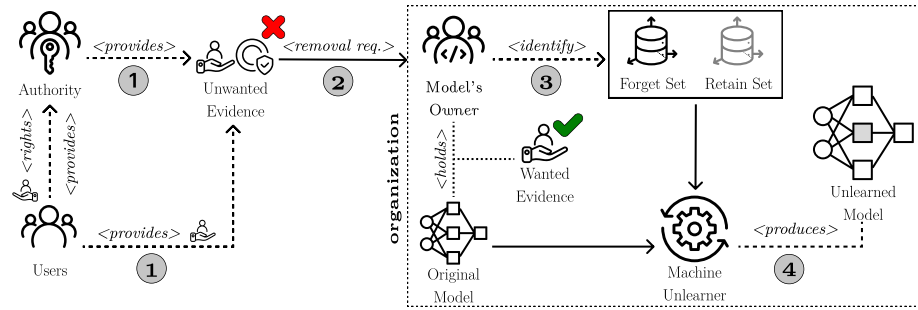 <provides>
<removal req.>
<identify>
1
2
3
Authority
Unwanted
Evidence
Model's
Owner
Forget Set
Retain Set
<rights>
<provides>
organization
<holds>
Wanted
Evidence
Unlearned
Model
Users
<provides>
1
Original
Model
Machine
Unlearner
<produces>
4